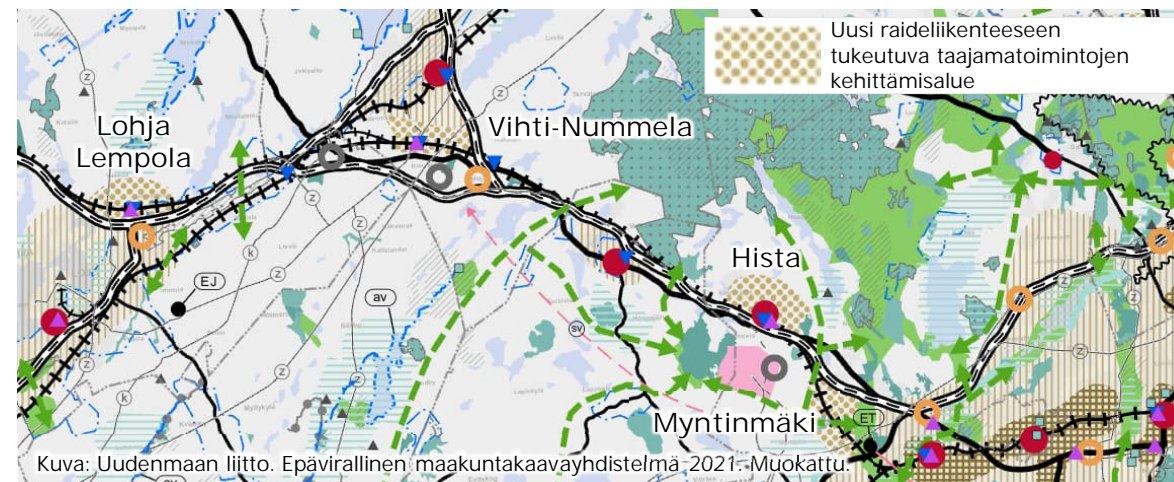 Uusi raideliikenteeseen
tukeutuva taajamatoimintojen
kehittämisalue
Lohja
Lempola
Vihti-Nummela
Hista
Myntinmäki
z
z
z
z
k
z
z
k
z
z
EJ
av
sv
ET
Kuva: Uudenmaan liitto. Epävirallinen maakuntakaavayhdistelmä 2021. Muokattu.